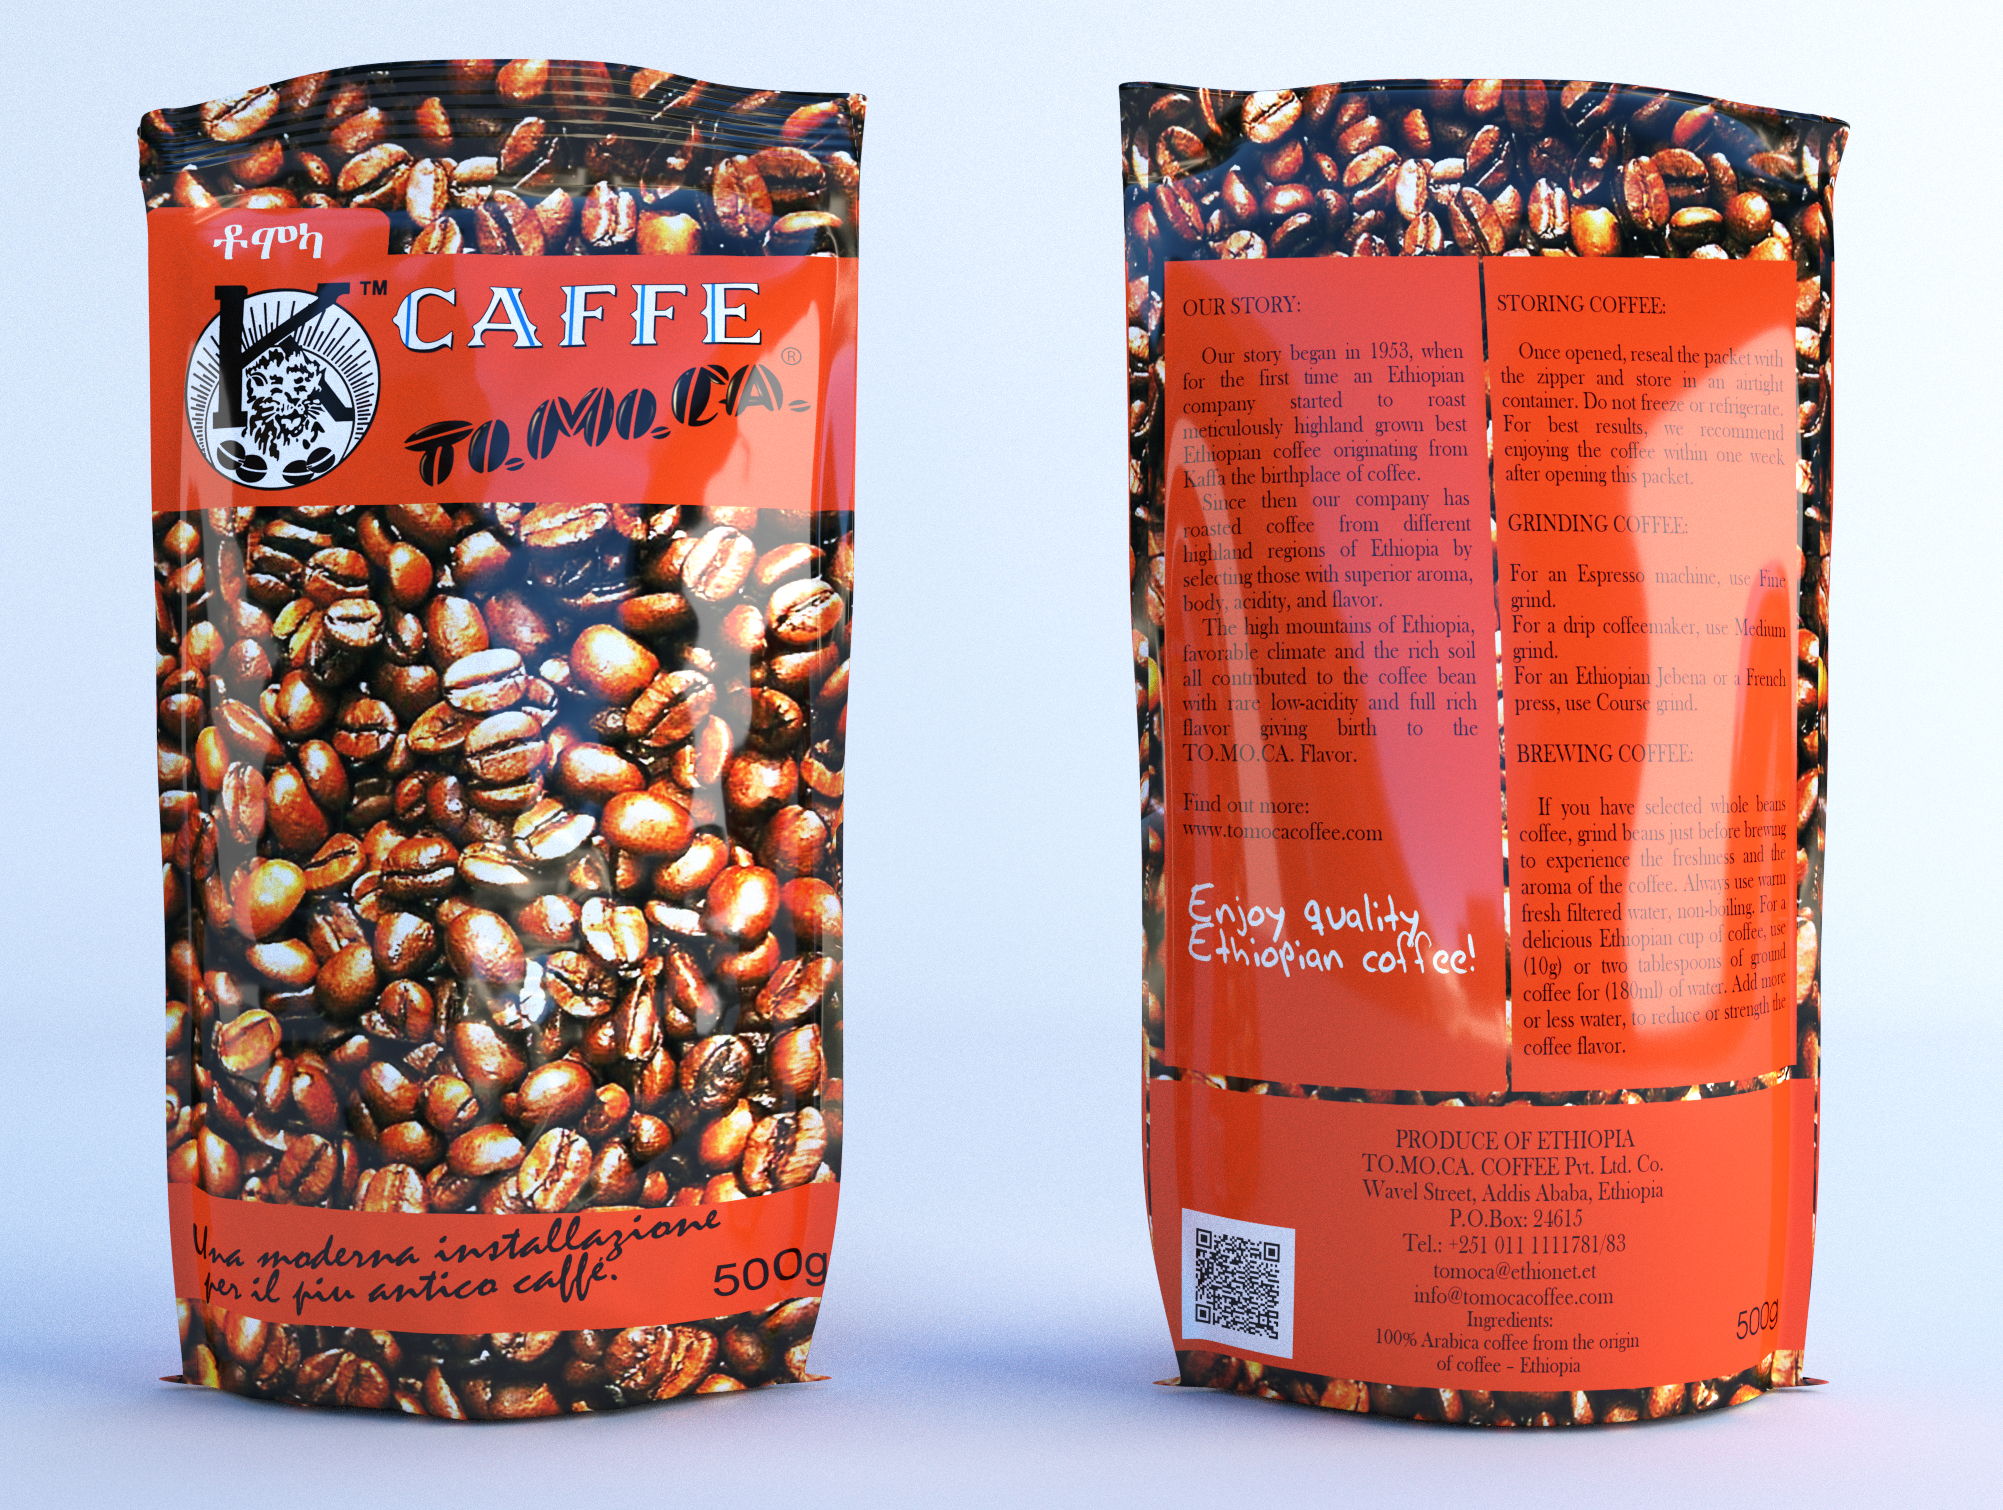 ቶሞካ
K
TM
CAFFE
TO.MO.CA.
®
Una moderna installazione
per il piu antico caffé.
500g
OUR STORY:
Our story began in 1953, when
for the first time an Ethiopian
company started to roast
meticulously highland grown best
Ethiopian coffee originating from
Kaffa the birthplace of coffee.
Since then our company has
roasted coffee from different
highland regions of Ethiopia by
selecting those with superior aroma,
body, acidity, and flavor.
The high mountains of Ethiopia,
favorable climate and the rich soil
all contributed to the coffee bean
with rare low-acidity and full rich
flavor giving birth to the
TO.MO.CA. Flavor.
Find out more:
www.tomocacoffee.com
Enjoy quality
Ethiopian coffee!
STORING COFFEE:
Once opened, reseal the packet with
the zipper and store in an airtight
container. Do not freeze or refrigerate.
For best results, we recommend
enjoying the coffee within one week
after opening this packet.
GRINDING COFFEE:
For an Espresso machine, use Fine
grind.
For a drip coffeemaker, use Medium
grind.
For an Ethiopian Jebena or a French
press, use Course grind.
BREWING COFFEE:
If you have selected whole beans
coffee, grind beans just before brewing
to experience the freshness and the
aroma of the coffee. Always use warm
fresh filtered water, non-boiling. For a
delicious Ethiopian cup of coffee, use
(10g) or two tablespoons of ground
coffee for (180ml) of water. Add more
or less water, to reduce or strength the
coffee flavor.
PRODUCE OF ETHIOPIA
TO.MO.CA. COFFEE Pvt. Ltd. Co.
Wavel Street, Addis Ababa, Ethiopia
P.O.Box: 24615
Tel.: +251 011 1111781/83
tomoca@ethionet.et
info@tomocacoffee.com
Ingredients:
100% Arabica coffee from the origin
of coffee – Ethiopia
500g